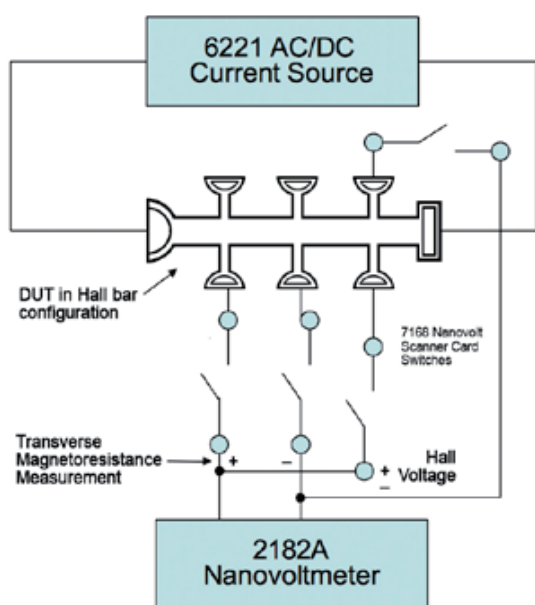 6221 AC/DC
Current Source
DUT in Hall bar
configuration
7168 Nanovolt
Scanner Card
Switches
Transverse
Magnetoresistance
Measurement
+
−
+
−
Hall
Voltage
2182A
Nanovoltmeter